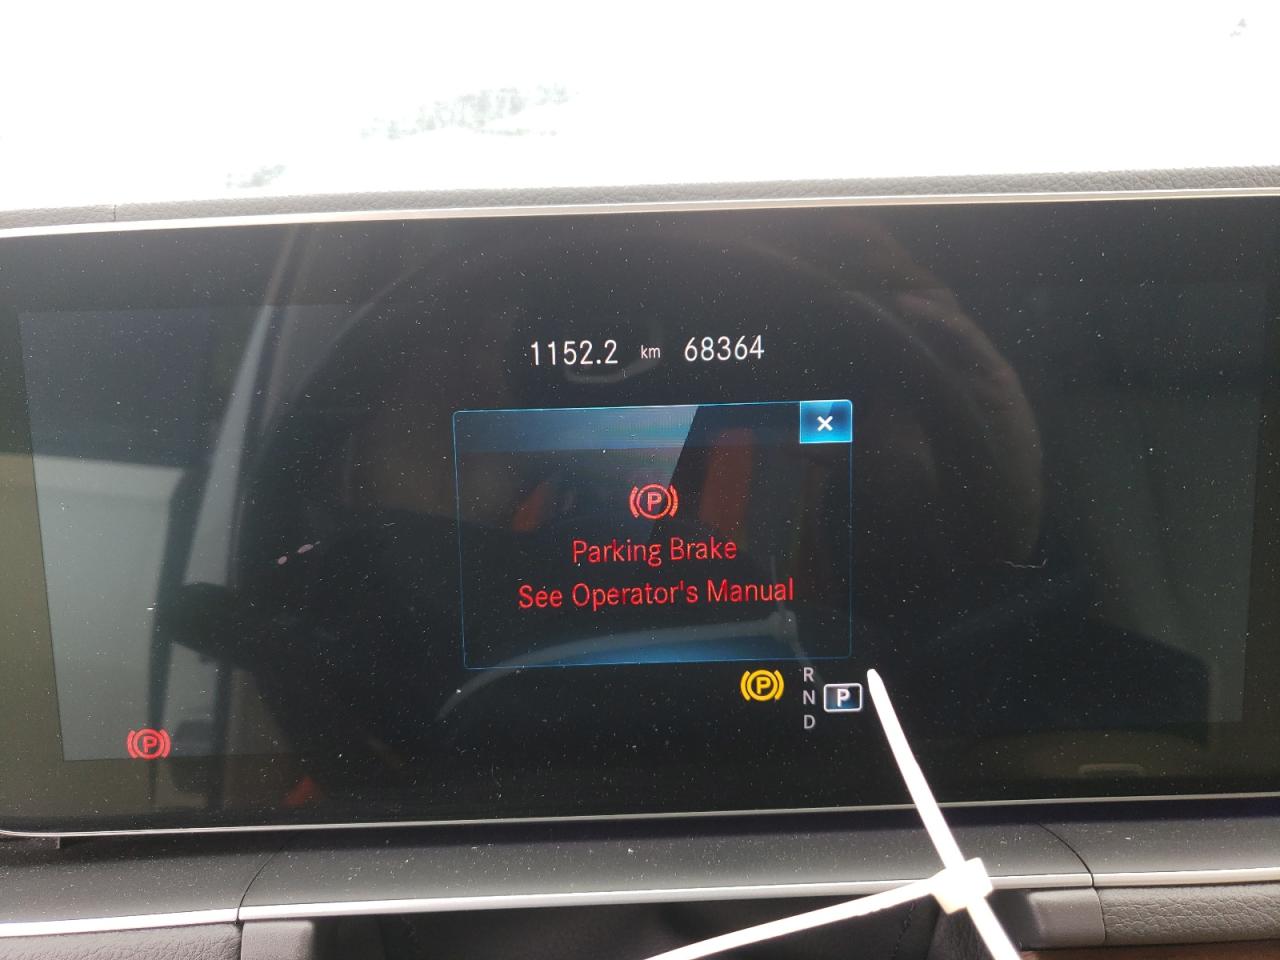 1152.2 km 68364
×
P
Parking Brake
See Operator's Manual
P
R
N P
D
P